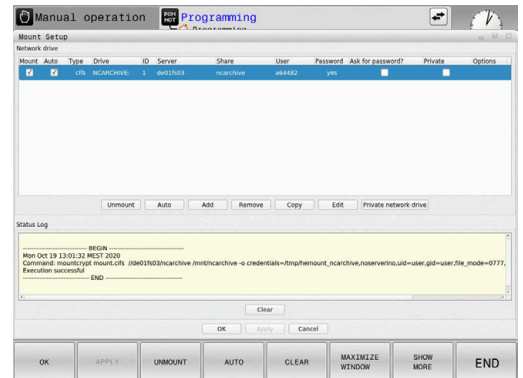 Manual operation
PGM
MGT
Programming
Programming
Mount Setup
Network drive
Mount Auto Type Drive ID Server Share User Password Ask for password? Private Options
cifs NCARCHIVE: 1 de01fs03 ncarchive a64482 yes
Unmount Auto Add Remove Copy Edit Private network drive
Status Log
---------------------------- BEGIN ----------------------------
Mon Oct 19 13:01:32 MEST 2020
Command: mountcrypt mount.cifs //de01fs03/ncarchive /mnt/ncarchive -o credentials=/tmp/hemount_ncarchive,noserverino,uid=user,gid=user,file_mode=0777,
Execution successful
---------------------------- END ----------------------------
Clear
OK Apply Cancel
OK APPLY UNMOUNT AUTO CLEAR MAXIMIZE WINDOW SHOW MORE END